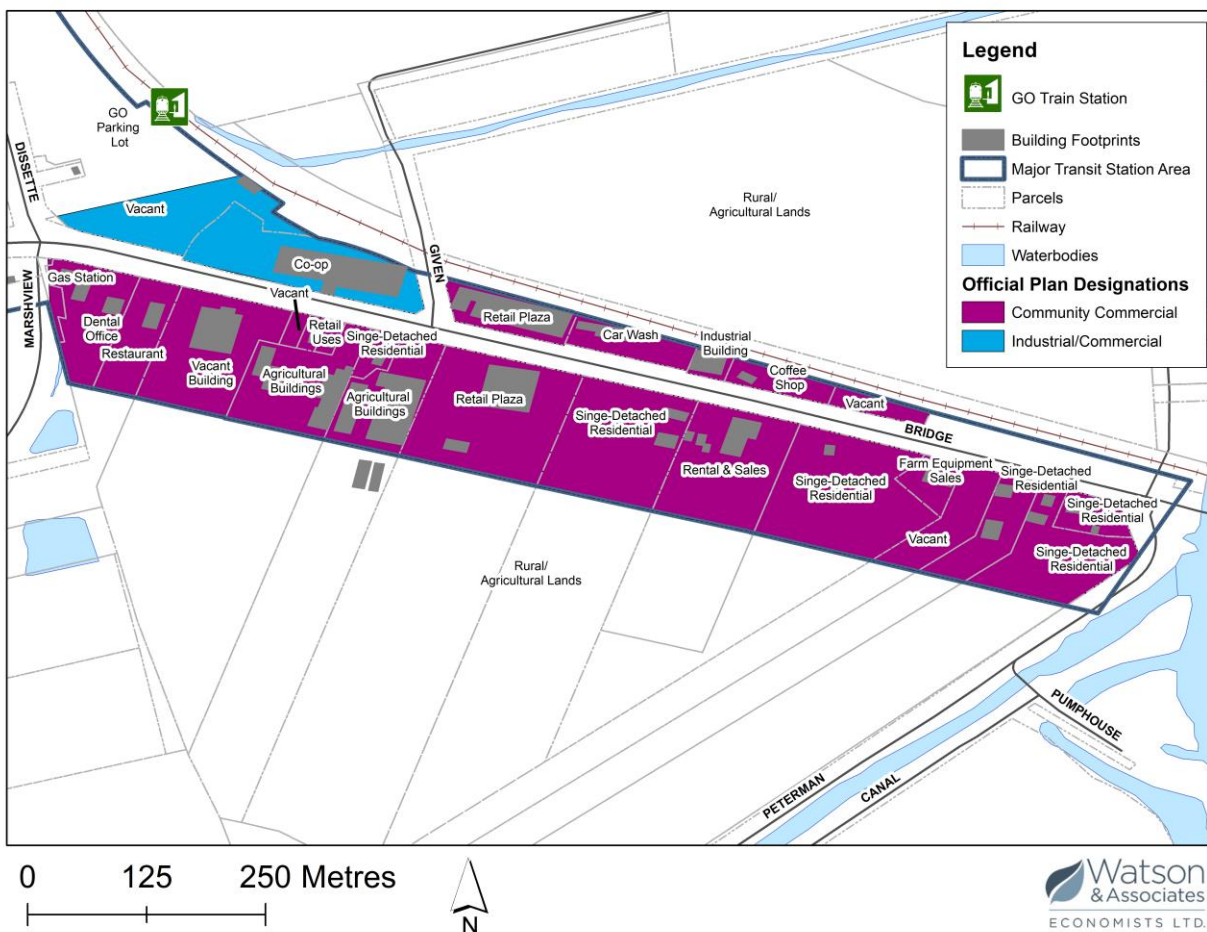 GO
Parking
Lot
DISSETTE
Vacant
Rural/
Agricultural Lands
GIVEN
Co-op
MARSHVIEW
Gas Station
Vacant
Dental
Office
Restaurant
Vacant
Building
Retail
Uses
Singe-Detached
Residential
Agricultural
Buildings
Agricultural
Buildings
Retail Plaza
Retail Plaza
Car Wash
Industrial
Building
Coffee
Shop
Vacant
BRIDGE
Singe-Detached
Residential
Rental & Sales
Singe-Detached
Residential
Farm Equipment
Sales
Vacant
Singe-Detached
Residential
Singe-Detached
Residential
Singe-Detached
Residential
Rural/
Agricultural Lands
PUMPHOUSE
PETERMAN
CANAL
Legend
GO Train Station
Building Footprints
Major Transit Station Area
Parcels
Railway
Waterbodies
Official Plan Designations
Community Commercial
Industrial/Commercial
0 125 250 Metres
N
Watson
& Associates
ECONOMISTS LTD.